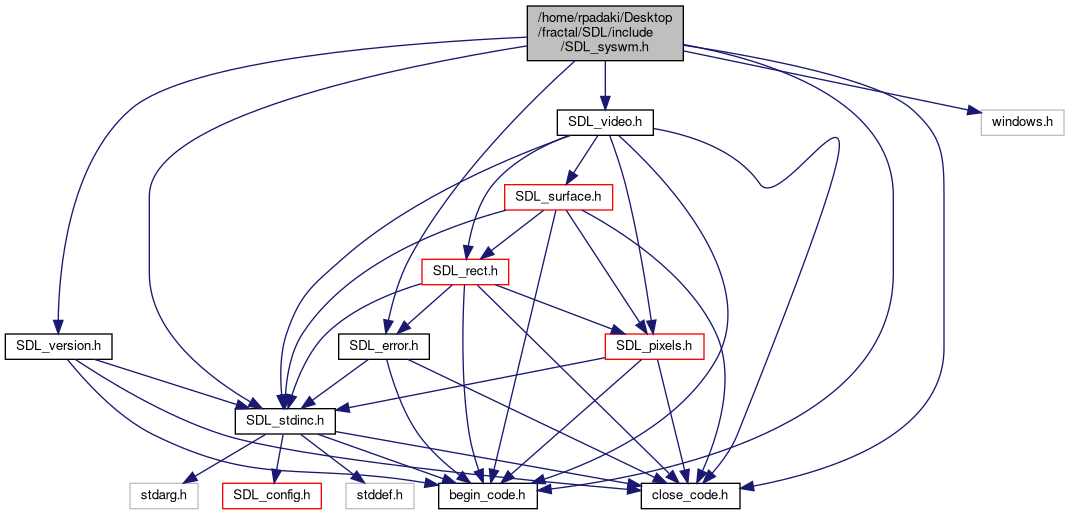 /home/rpadaki/Desktop
/fractal/SDL/include
/SDL_syswm.h
SDL_video.h
windows.h
SDL_surface.h
SDL_rect.h
SDL_version.h
SDL_error.h
SDL_pixels.h
SDL_stdinc.h
stdarg.h
SDL_config.h
stddef.h
begin_code.h
close_code.h